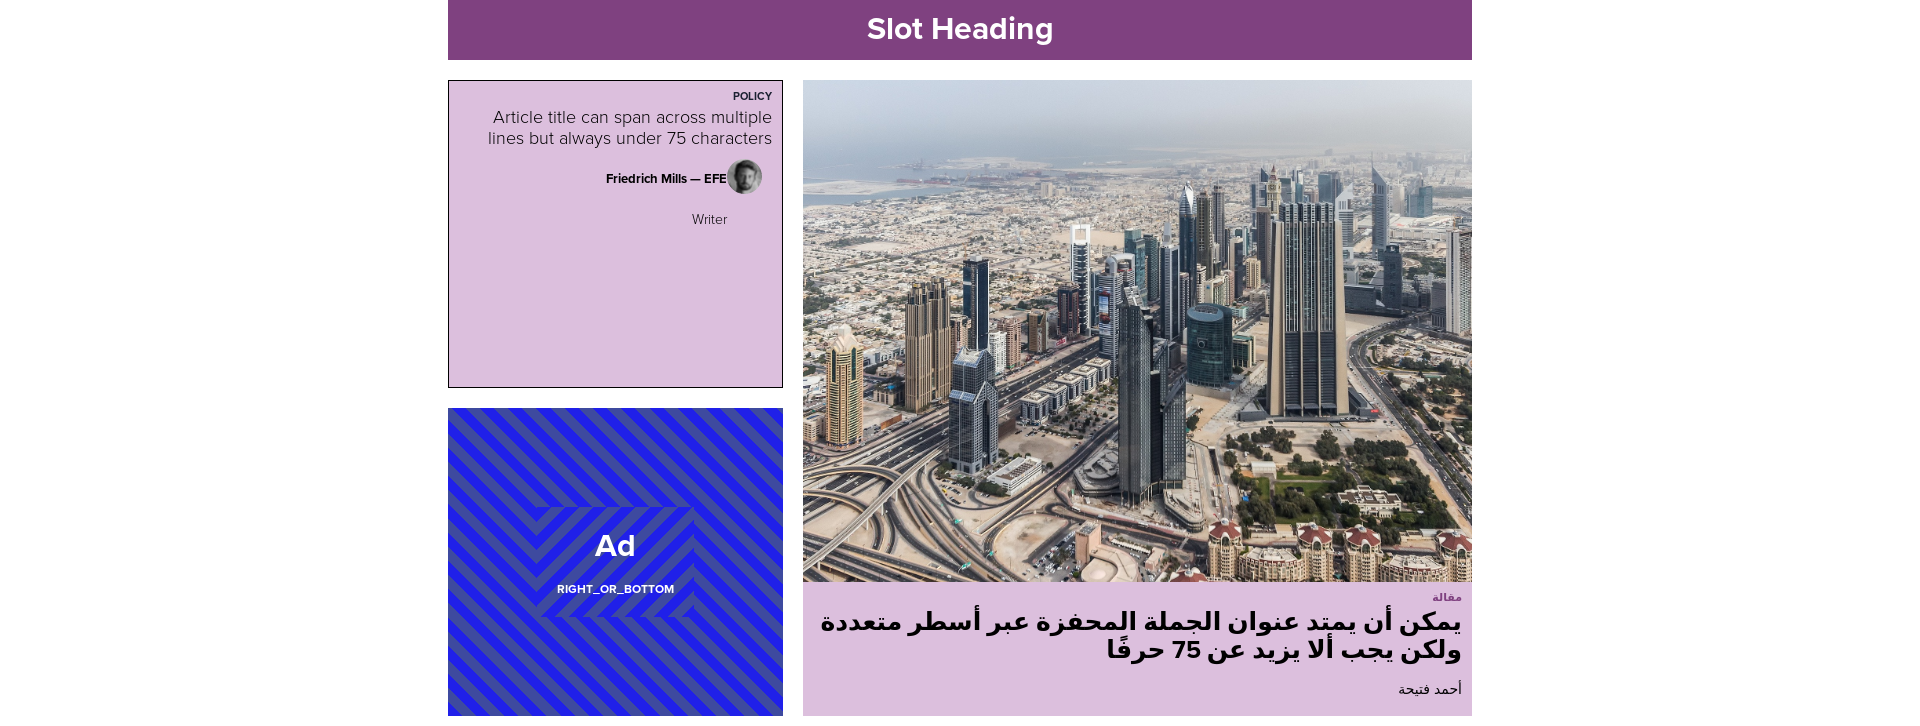 Slot Heading
POLICY
Article title can span across multiple
lines but always under 75 characters
Friedrich Mills — EFE
Writer
Ad
RIGHT_OR_BOTTOM
مقالة
يمكن أن يمتد عنوان الجملة المحفزة عبر أسطر متعددة
ولكن يجب ألا يزيد عن 75 حرفًا
أحمد فتيحة